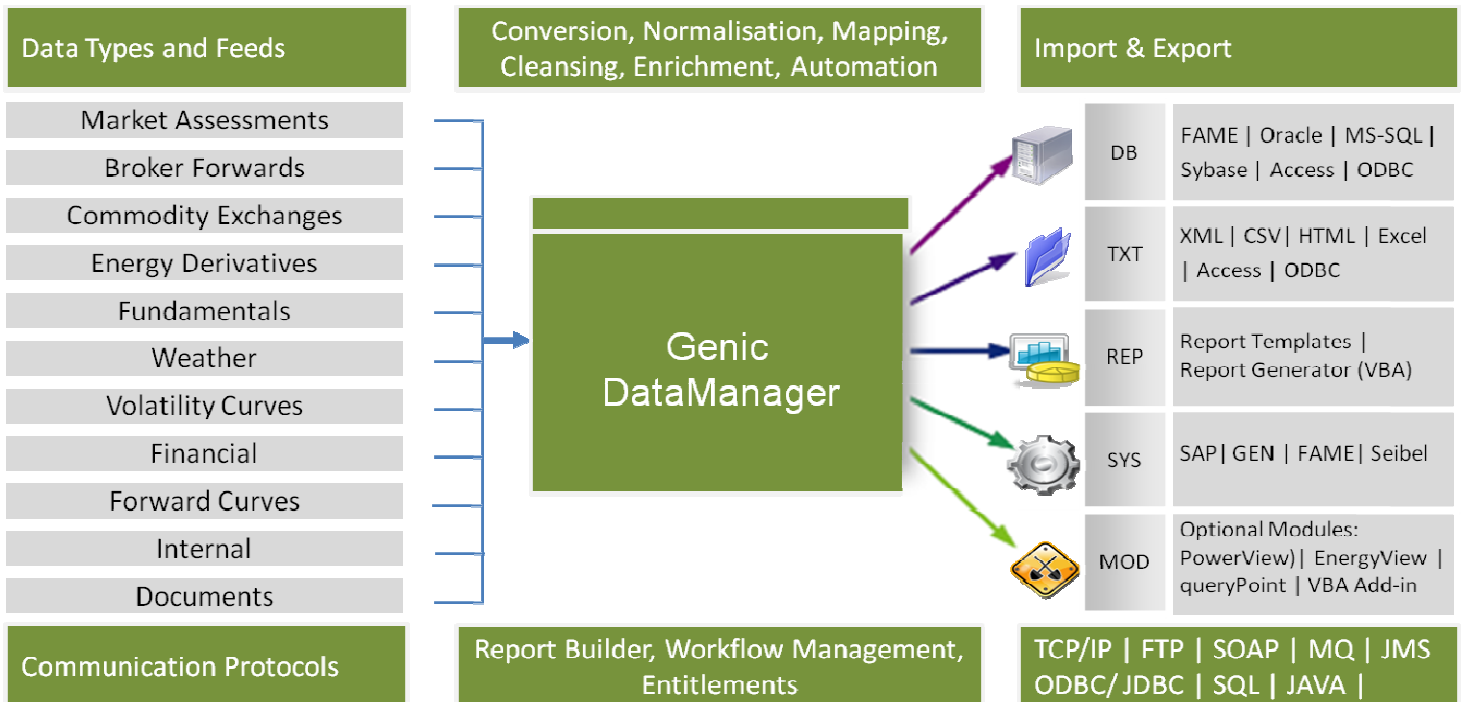 Data Types and Feeds
Conversion, Normalisation, Mapping,
Cleansing, Enrichment, Automation
Import & Export
Market Assessments
Broker Forwards
Commodity Exchanges
Energy Derivatives
Fundamentals
Weather
Volatility Curves
Financial
Forward Curves
Internal
Documents
Genic
DataManager
DB
FAME | Oracle | MS-SQL |
Sybase | Access | ODBC
TXT
XML | CSV| HTML | Excel
| Access | ODBC
REP
Report Templates |
Report Generator (VBA)
SYS
SAP| GEN | FAME| Seibel
MOD
Optional Modules:
PowerView)| EnergyView |
queryPoint | VBA Add-in
Communication Protocols
Report Builder, Workflow Management,
Entitlements
TCP/IP | FTP | SOAP | MQ | JMS
ODBC/ JDBC | SQL | JAVA |